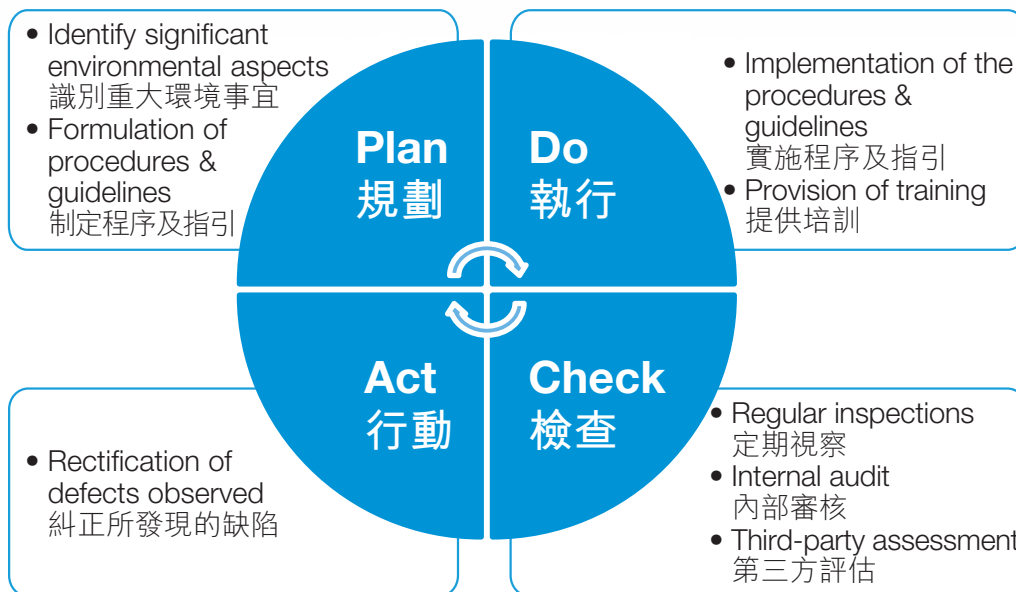 • Identify significant
environmental aspects
識別重大環境事宜
• Formulation of
procedures &
guidelines
制定程序及指引
Plan
規劃
Do
執行
• Implementation of the
procedures &
guidelines
實施程序及指引
• Provision of training
提供培訓
• Rectification of
defects observed
糾正所發現的缺陷
Act
行動
Check
檢查
• Regular inspections
定期視察
• Internal audit
內部審核
• Third-party assessment
第三方評估